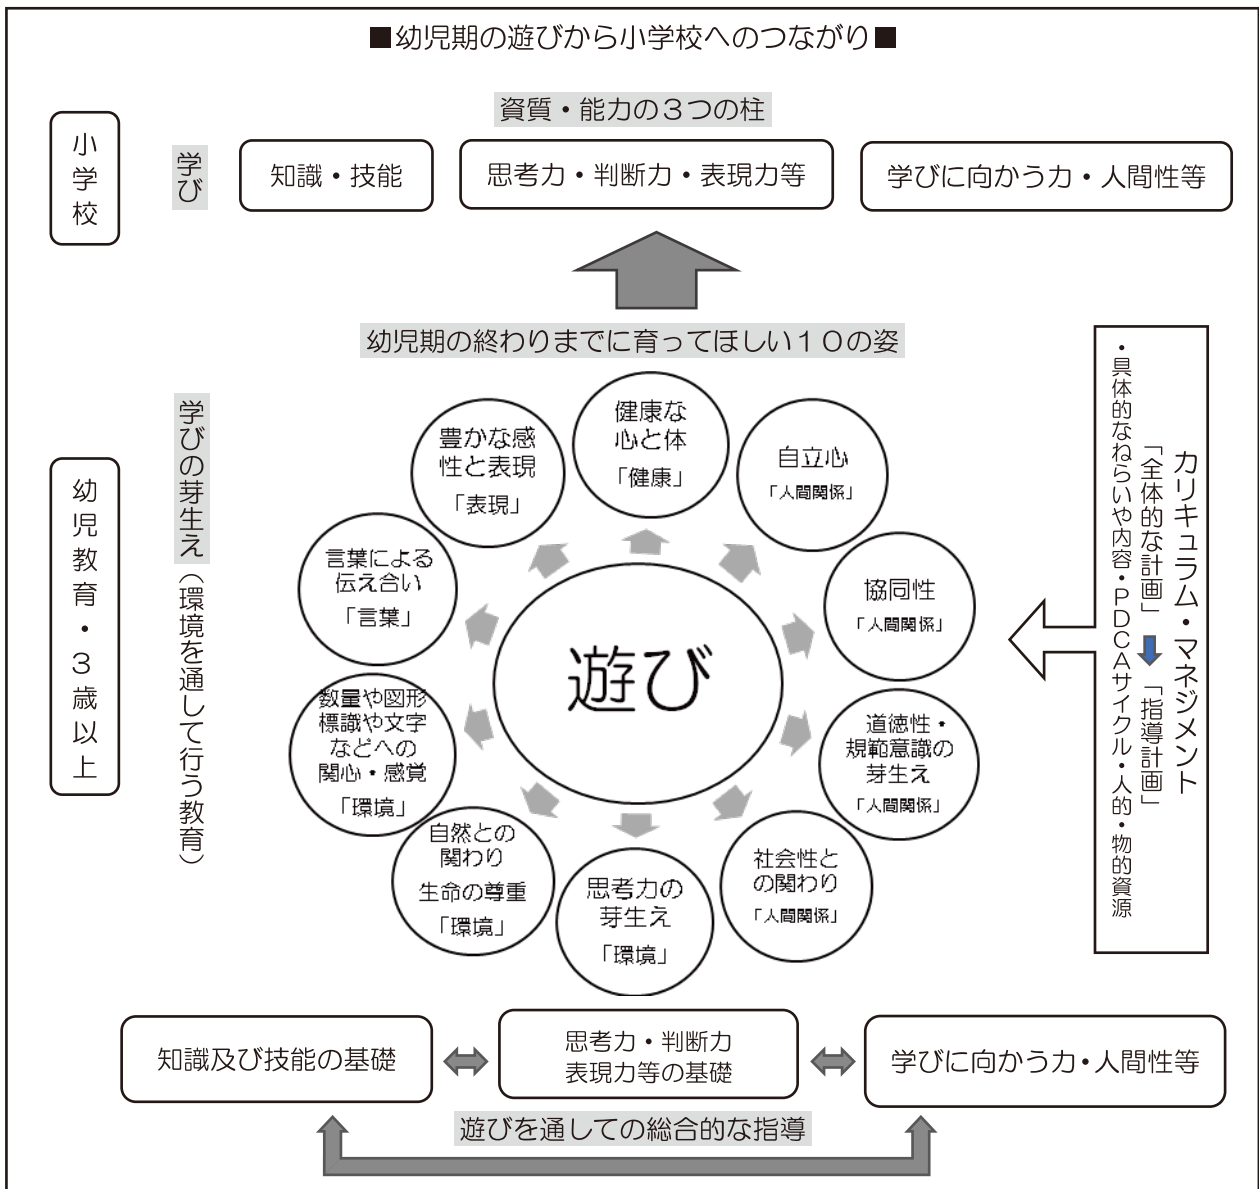 ■幼児期の遊びから小学校へのつながり■
資質・能力の３つの柱
小学校
学び
知識・技能
思考力・判断力・表現力等
学びに向かう力・人間性等
幼児期の終わりまでに育ってほしい１０の姿
幼児教育・３歳以上
学びの芽生え（環境を通して行う教育）
遊び
健康な
心と体
「健康」
自立心
「人間関係」
協同性
「人間関係」
道徳性・
規範意識の
芽生え
「人間関係」
社会性と
の関わり
「人間関係」
思考力の
芽生え
「環境」
自然との
関わり
生命の尊重
「環境」
数量や図形
標識や文字
などへの
関心・感覚
「環境」
言葉による
伝え合い
「言葉」
豊かな感
性と表現
「表現」
カリキュラム・マネジメント
「全体的な計画」 「指導計画」
・具体的なねらいや内容・ＰＤＣＡサイクル・人的・物的資源
知識及び技能の基礎
思考力・判断力
表現力等の基礎
学びに向かう力・人間性等
遊びを通しての総合的な指導